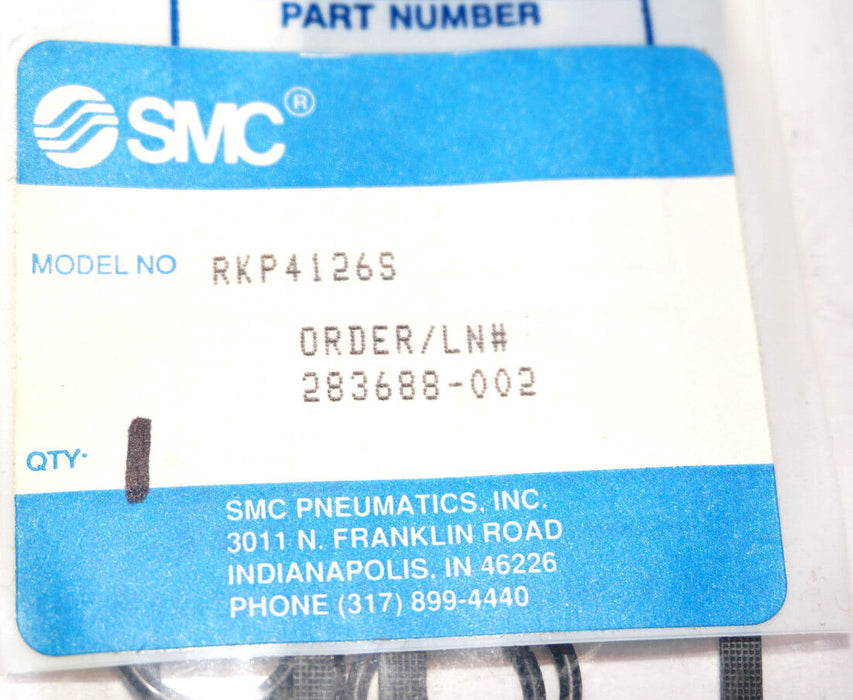 PART NUMBER
SMC®
MODEL NO RKP4126S
ORDER/LN#
283688-002
QTY. 1
SMC PNEUMATICS, INC.
3011 N. FRANKLIN ROAD
INDIANAPOLIS, IN 46226
PHONE (317) 899-4440